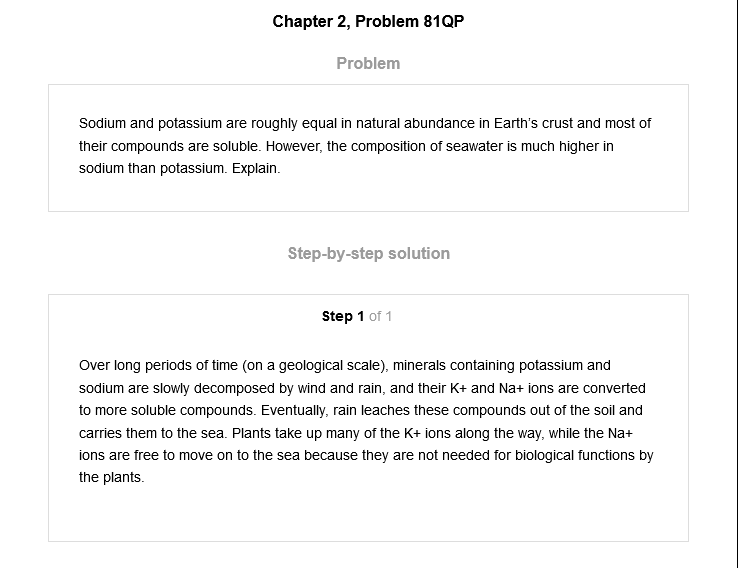 Chapter 2, Problem 81QP
Problem
Sodium and potassium are roughly equal in natural abundance in Earth's crust and most of
their compounds are soluble. However, the composition of seawater is much higher in
sodium than potassium. Explain.
Step-by-step solution
Step 1 of 1
Over long periods of time (on a geological scale), minerals containing potassium and
sodium are slowly decomposed by wind and rain, and their K+ and Na+ ions are converted
to more soluble compounds. Eventually, rain leaches these compounds out of the soil and
carries them to the sea. Plants take up many of the K+ ions along the way, while the Na+
ions are free to move on to the sea because they are not needed for biological functions by
the plants.